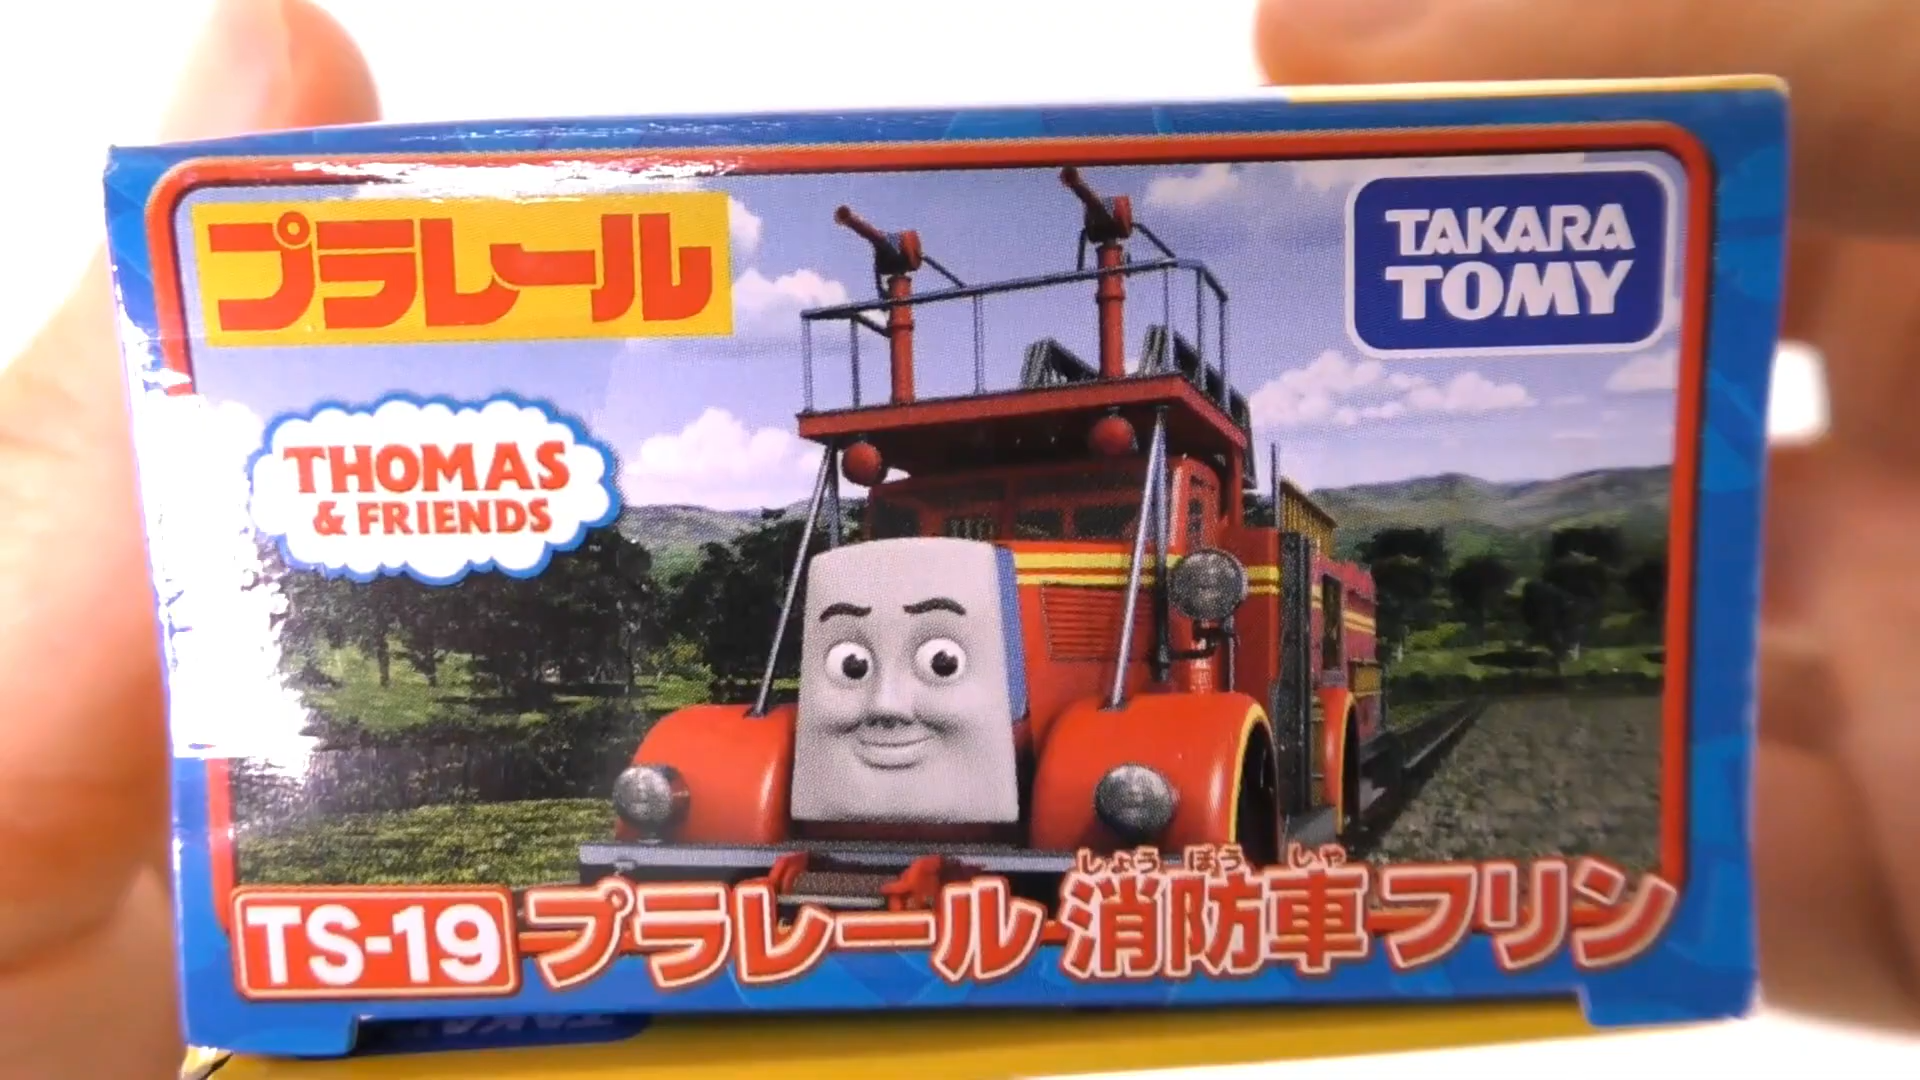 プラレール
TAKARA
TOMY
THOMAS
& FRIENDS
しょうぼうしゃ
TS-19 プラレール 消防車フリン